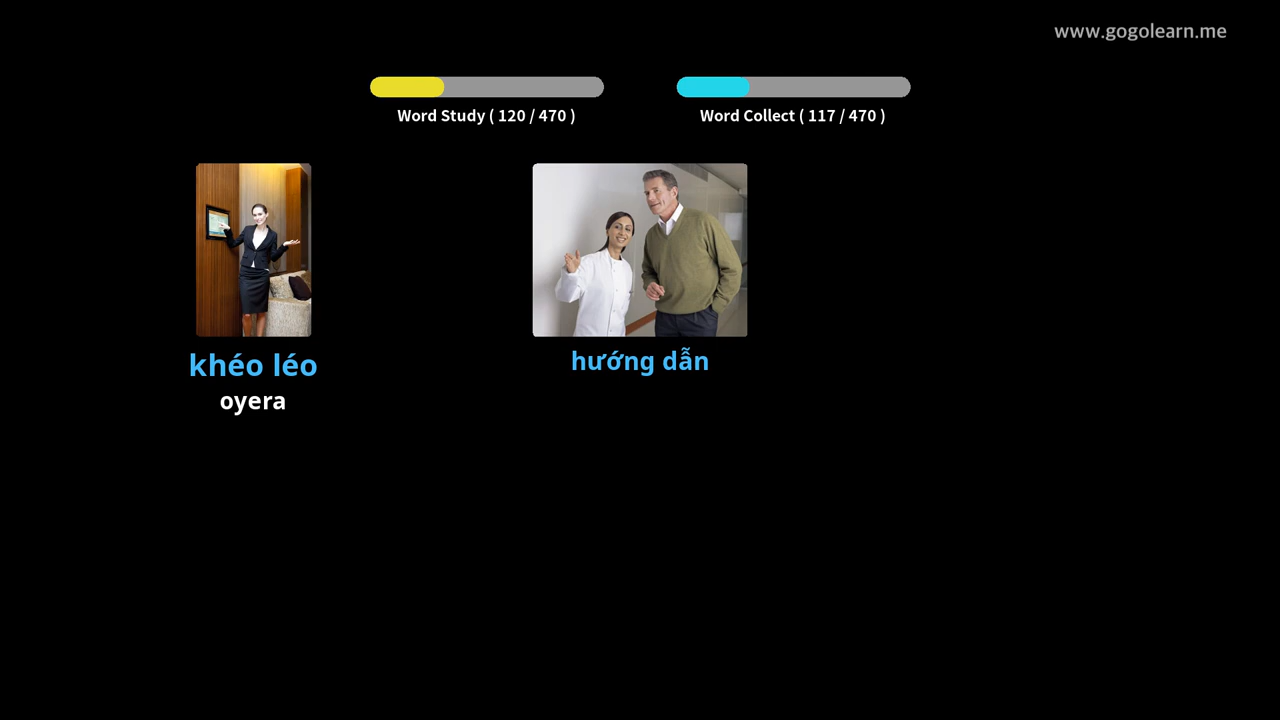 www.gogolearn.me
Word Study ( 120 / 470 )
Word Collect ( 117 / 470 )
khéo léo
oyera
hướng dẫn